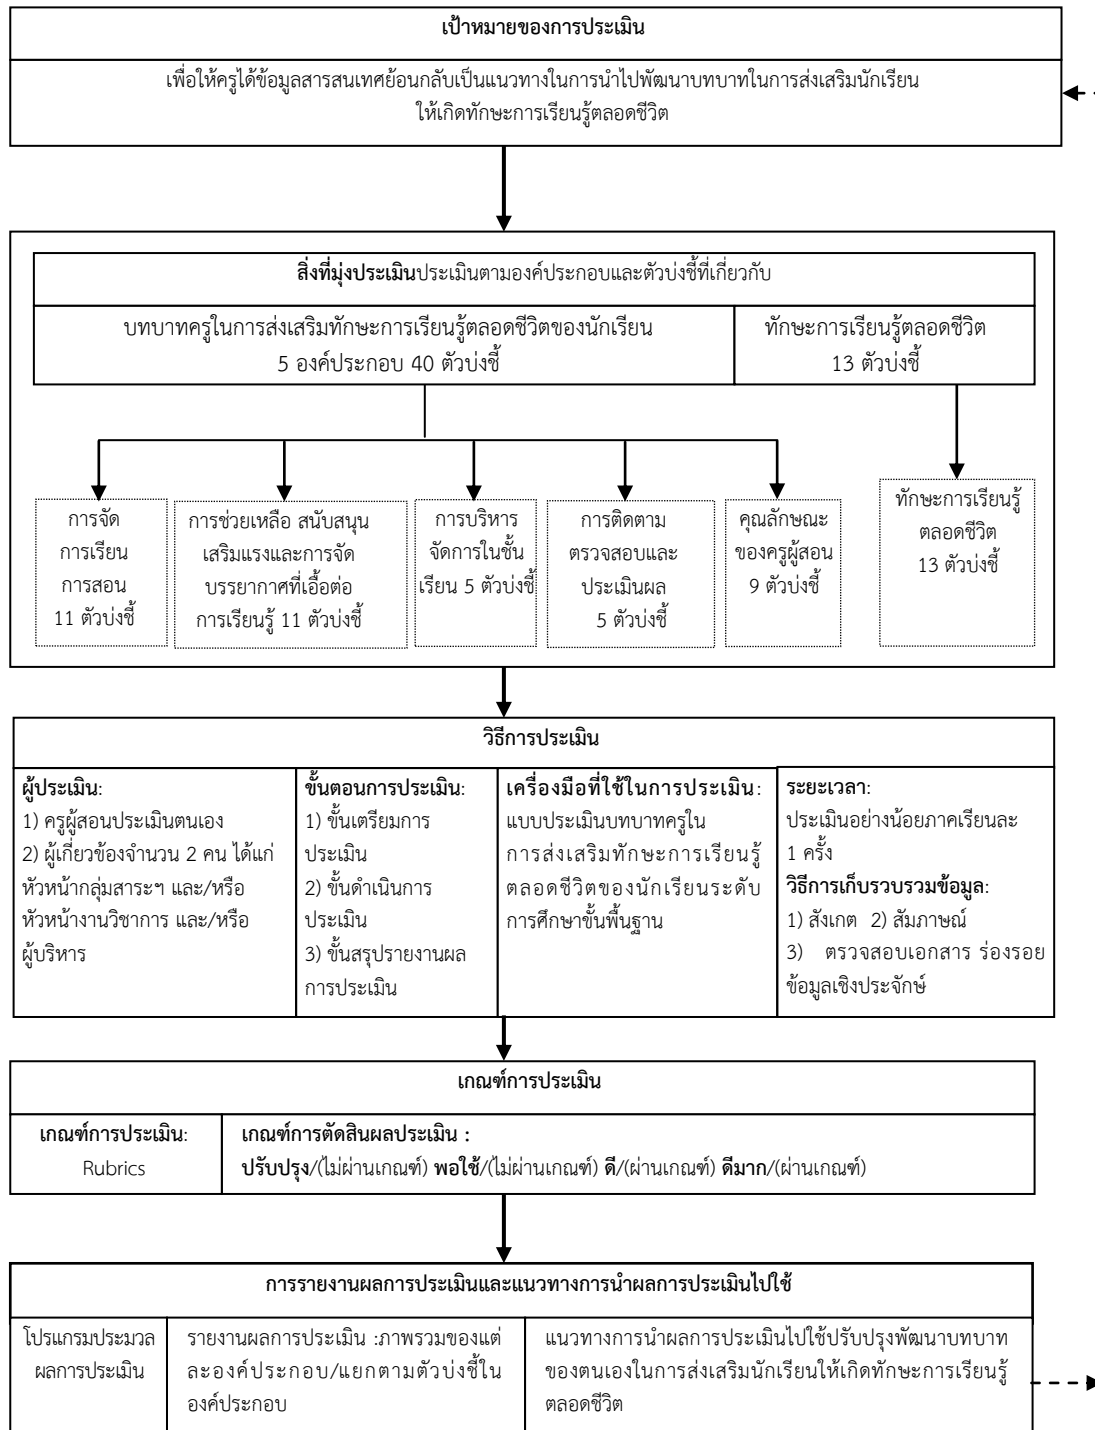 เป้าหมายของการประเมิน
เพื่อให้ครูได้ข้อมูลสารสนเทศย้อนกลับเป็นแนวทางในการนำไปพัฒนาบทบาทในการส่งเสริมนักเรียน
ให้เกิดทักษะการเรียนรู้ตลอดชีวิต
สิ่งที่มุ่งประเมินประเมินตามองค์ประกอบและตัวบ่งชี้ที่เกี่ยวกับ
บทบาทครูในการส่งเสริมทักษะการเรียนรู้ตลอดชีวิตของนักเรียน
5 องค์ประกอบ 40 ตัวบ่งชี้
ทักษะการเรียนรู้ตลอดชีวิต
13 ตัวบ่งชี้
การจัด
การเรียน
การสอน
11 ตัวบ่งชี้
การช่วยเหลือ สนับสนุน
เสริมแรงและการจัด
บรรยากาศที่เอื้อต่อ
การเรียนรู้ 11 ตัวบ่งชี้
การบริหาร
จัดการในชั้น
เรียน 5 ตัวบ่งชี้
การติดตาม
ตรวจสอบและ
ประเมินผล
5 ตัวบ่งชี้
คุณลักษณะ
ของครูผู้สอน
9 ตัวบ่งชี้
ทักษะการเรียนรู้
ตลอดชีวิต
13 ตัวบ่งชี้
วิธีการประเมิน
ผู้ประเมิน:
1) ครูผู้สอนประเมินตนเอง
2) ผู้เกี่ยวข้องจำนวน 2 คน ได้แก่
หัวหน้ากลุ่มสาระฯ และ/หรือ
หัวหน้างานวิชาการ และ/หรือ
ผู้บริหาร
ขั้นตอนการประเมิน:
1) ขั้นเตรียมการ
ประเมิน
2) ขั้นดำเนินการ
ประเมิน
3) ขั้นสรุปรายงานผล
การประเมิน
เครื่องมือที่ใช้ในการประเมิน:
แบบประเมินบทบาทครูใน
การส่งเสริมทักษะการเรียนรู้
ตลอดชีวิตของนักเรียนระดับ
การศึกษาขั้นพื้นฐาน
ระยะเวลา:
ประเมินอย่างน้อยภาคเรียนละ
1 ครั้ง
วิธีการเก็บรวบรวมข้อมูล:
1) สังเกต 2) สัมภาษณ์
3) ตรวจสอบเอกสาร ร่องรอย
ข้อมูลเชิงประจักษ์
เกณฑ์การประเมิน
เกณฑ์การประเมิน:
Rubrics
เกณฑ์การตัดสินผลประเมิน :
ปรับปรุง/(ไม่ผ่านเกณฑ์) พอใช้/(ไม่ผ่านเกณฑ์) ดี/(ผ่านเกณฑ์) ดีมาก/(ผ่านเกณฑ์)
การรายงานผลการประเมินและแนวทางการนำผลการประเมินไปใช้
โปรแกรมประมวล
ผลการประเมิน
รายงานผลการประเมิน :ภาพรวมของแต่
ละองค์ประกอบ/แยกตามตัวบ่งชี้ใน
องค์ประกอบ
แนวทางการนำผลการประเมินไปใช้ปรับปรุงพัฒนาบทบาท
ของตนเองในการส่งเสริมนักเรียนให้เกิดทักษะการเรียนรู้
ตลอดชีวิต